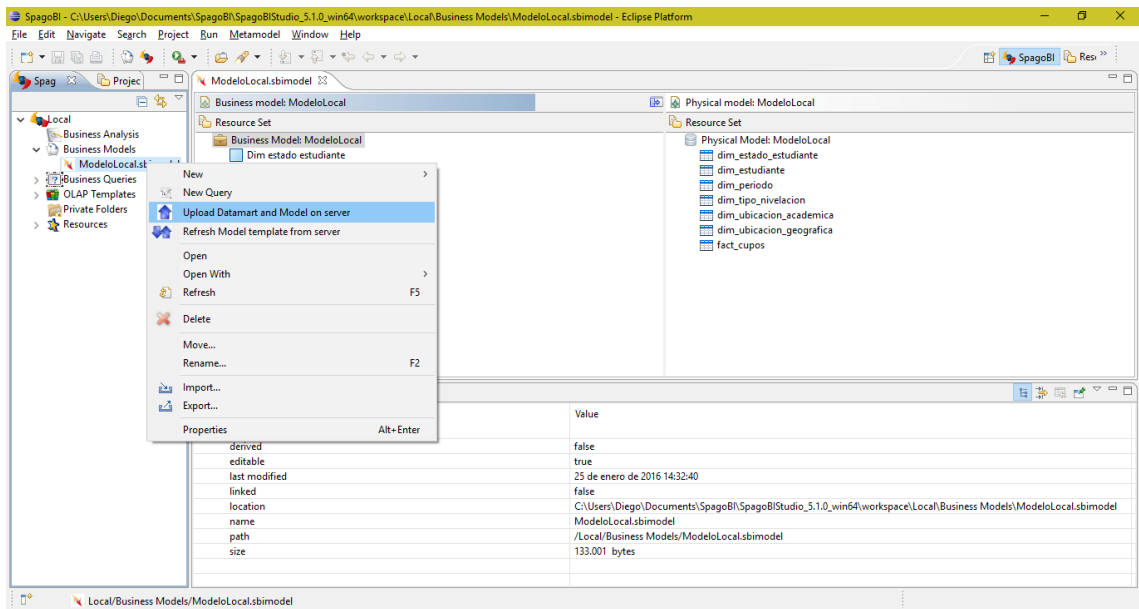 SpagoBI - C:\Users\Diego\Documents\SpagoBI\SpagoBIStudio_5.1.0_win64\workspace\Local\Business Models\ModeloLocal.sbimodel - Eclipse Platform
File Edit Navigate Search Project Run Metamodel Window Help
SpagoBI Res
Spag Projec
ModeloLocal.sbimodel
Business model: ModeloLocal
Physical model: ModeloLocal
Resource Set
Resource Set
Local
Business Analysis
Business Models
ModeloLocal.sb
Business Queries
OLAP Templates
Private Folders
Resources
Business Model: ModeloLocal
Dim estado estudiante
Physical Model: ModeloLocal
dim_estado_estudiante
dim_estudiante
dim_periodo
dim_tipo_nivelacion
dim_ubicacion_academica
dim_ubicacion_geografica
fact_cupos
New
New Query
Upload Datamart and Model on server
Refresh Model template from server
Open
Open With
Refresh F5
Delete
Move...
Rename... F2
Import...
Export...
Properties Alt+Enter
Value
derived false
editable true
last modified 25 de enero de 2016 14:32:40
linked false
location C:\Users\Diego\Documents\SpagoBI\SpagoBIStudio_5.1.0_win64\workspace\Local\Business Models\ModeloLocal.sbimodel
name ModeloLocal.sbimodel
path /Local/Business Models/ModeloLocal.sbimodel
size 133.001 bytes
Local/Business Models/ModeloLocal.sbimodel